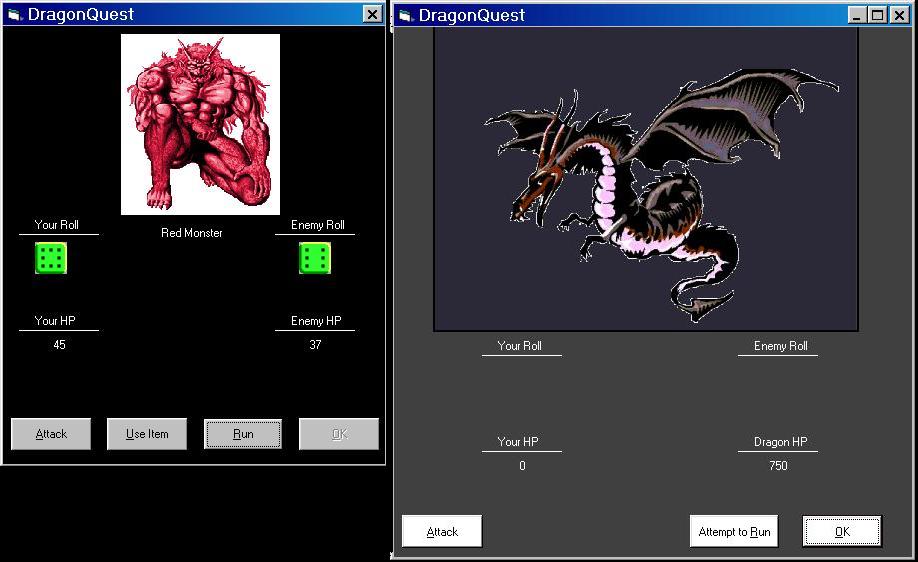 DragonQuest
Red Monster
Your Roll
Enemy Roll
Your HP
Enemy HP
45
37
Attack
Use Item
Run
OK
DragonQuest
Your Roll
Enemy Roll
Your HP
Dragon HP
0
750
Attack
Attempt to Run
OK